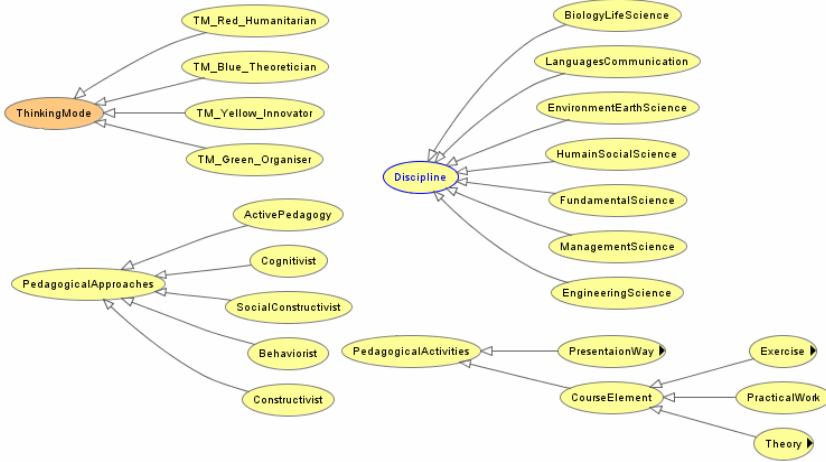 TM_Red_Humanitarian
TM_Blue_Theoretician
ThinkingMode
TM_Yellow_Innovator
TM_Green_Organiser
BiologyLifeScience
LanguagesCommunication
EnvironmentEarthScience
HumainSocialScience
Discipline
FundamentalScience
ManagementScience
EngineeringScience
ActivePedagogy
Cognitivist
PedagogicalApproaches
SocialConstructivist
Behaviorist
Constructivist
PedagogicalActivities
PresentaionWay
Exercise
CourseElement
PracticalWork
Theory